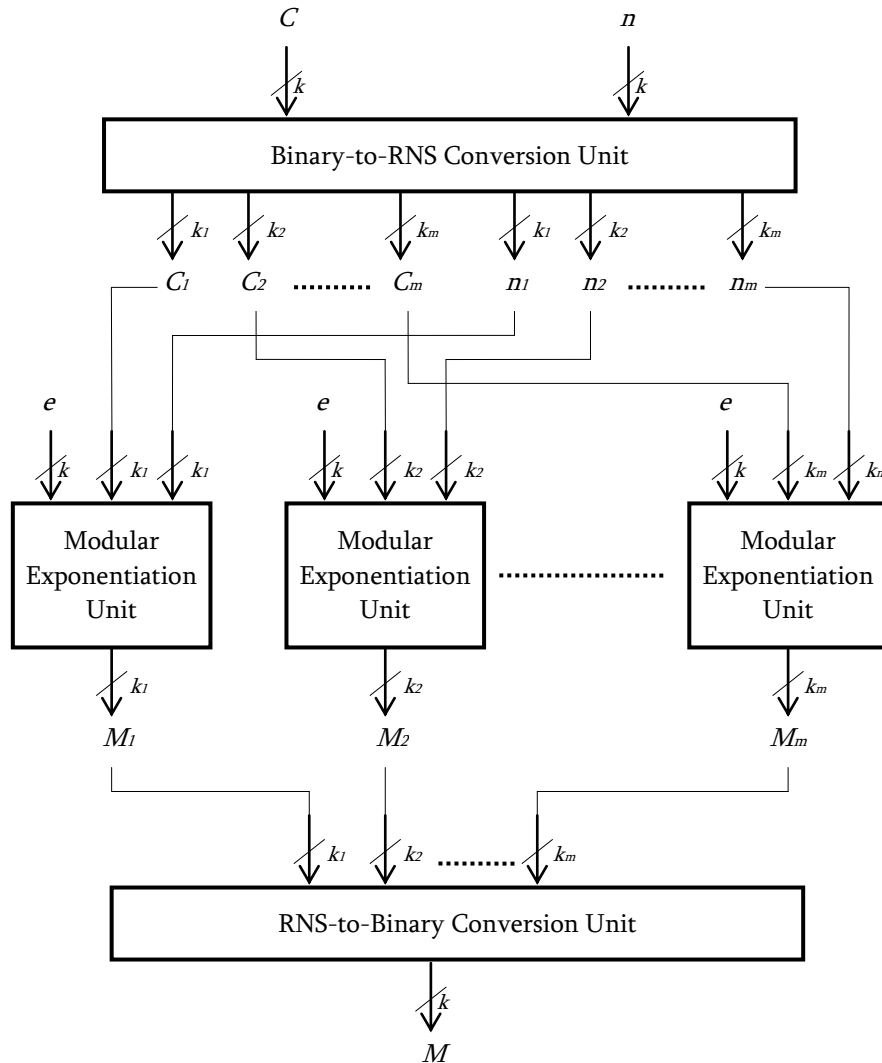 C n
k k
Binary-to-RNS Conversion Unit
k1 k2 km k1 k2 km
C1 C2 Cm n1 n2 nm
e e e
k k1 k1 k k2 k2 k km
Modular Exponentiation Unit
Modular Exponentiation Unit
Modular Exponentiation Unit
k1 k2 km
M1 M2 Mm
k1 k2 km
RNS-to-Binary Conversion Unit
k
M